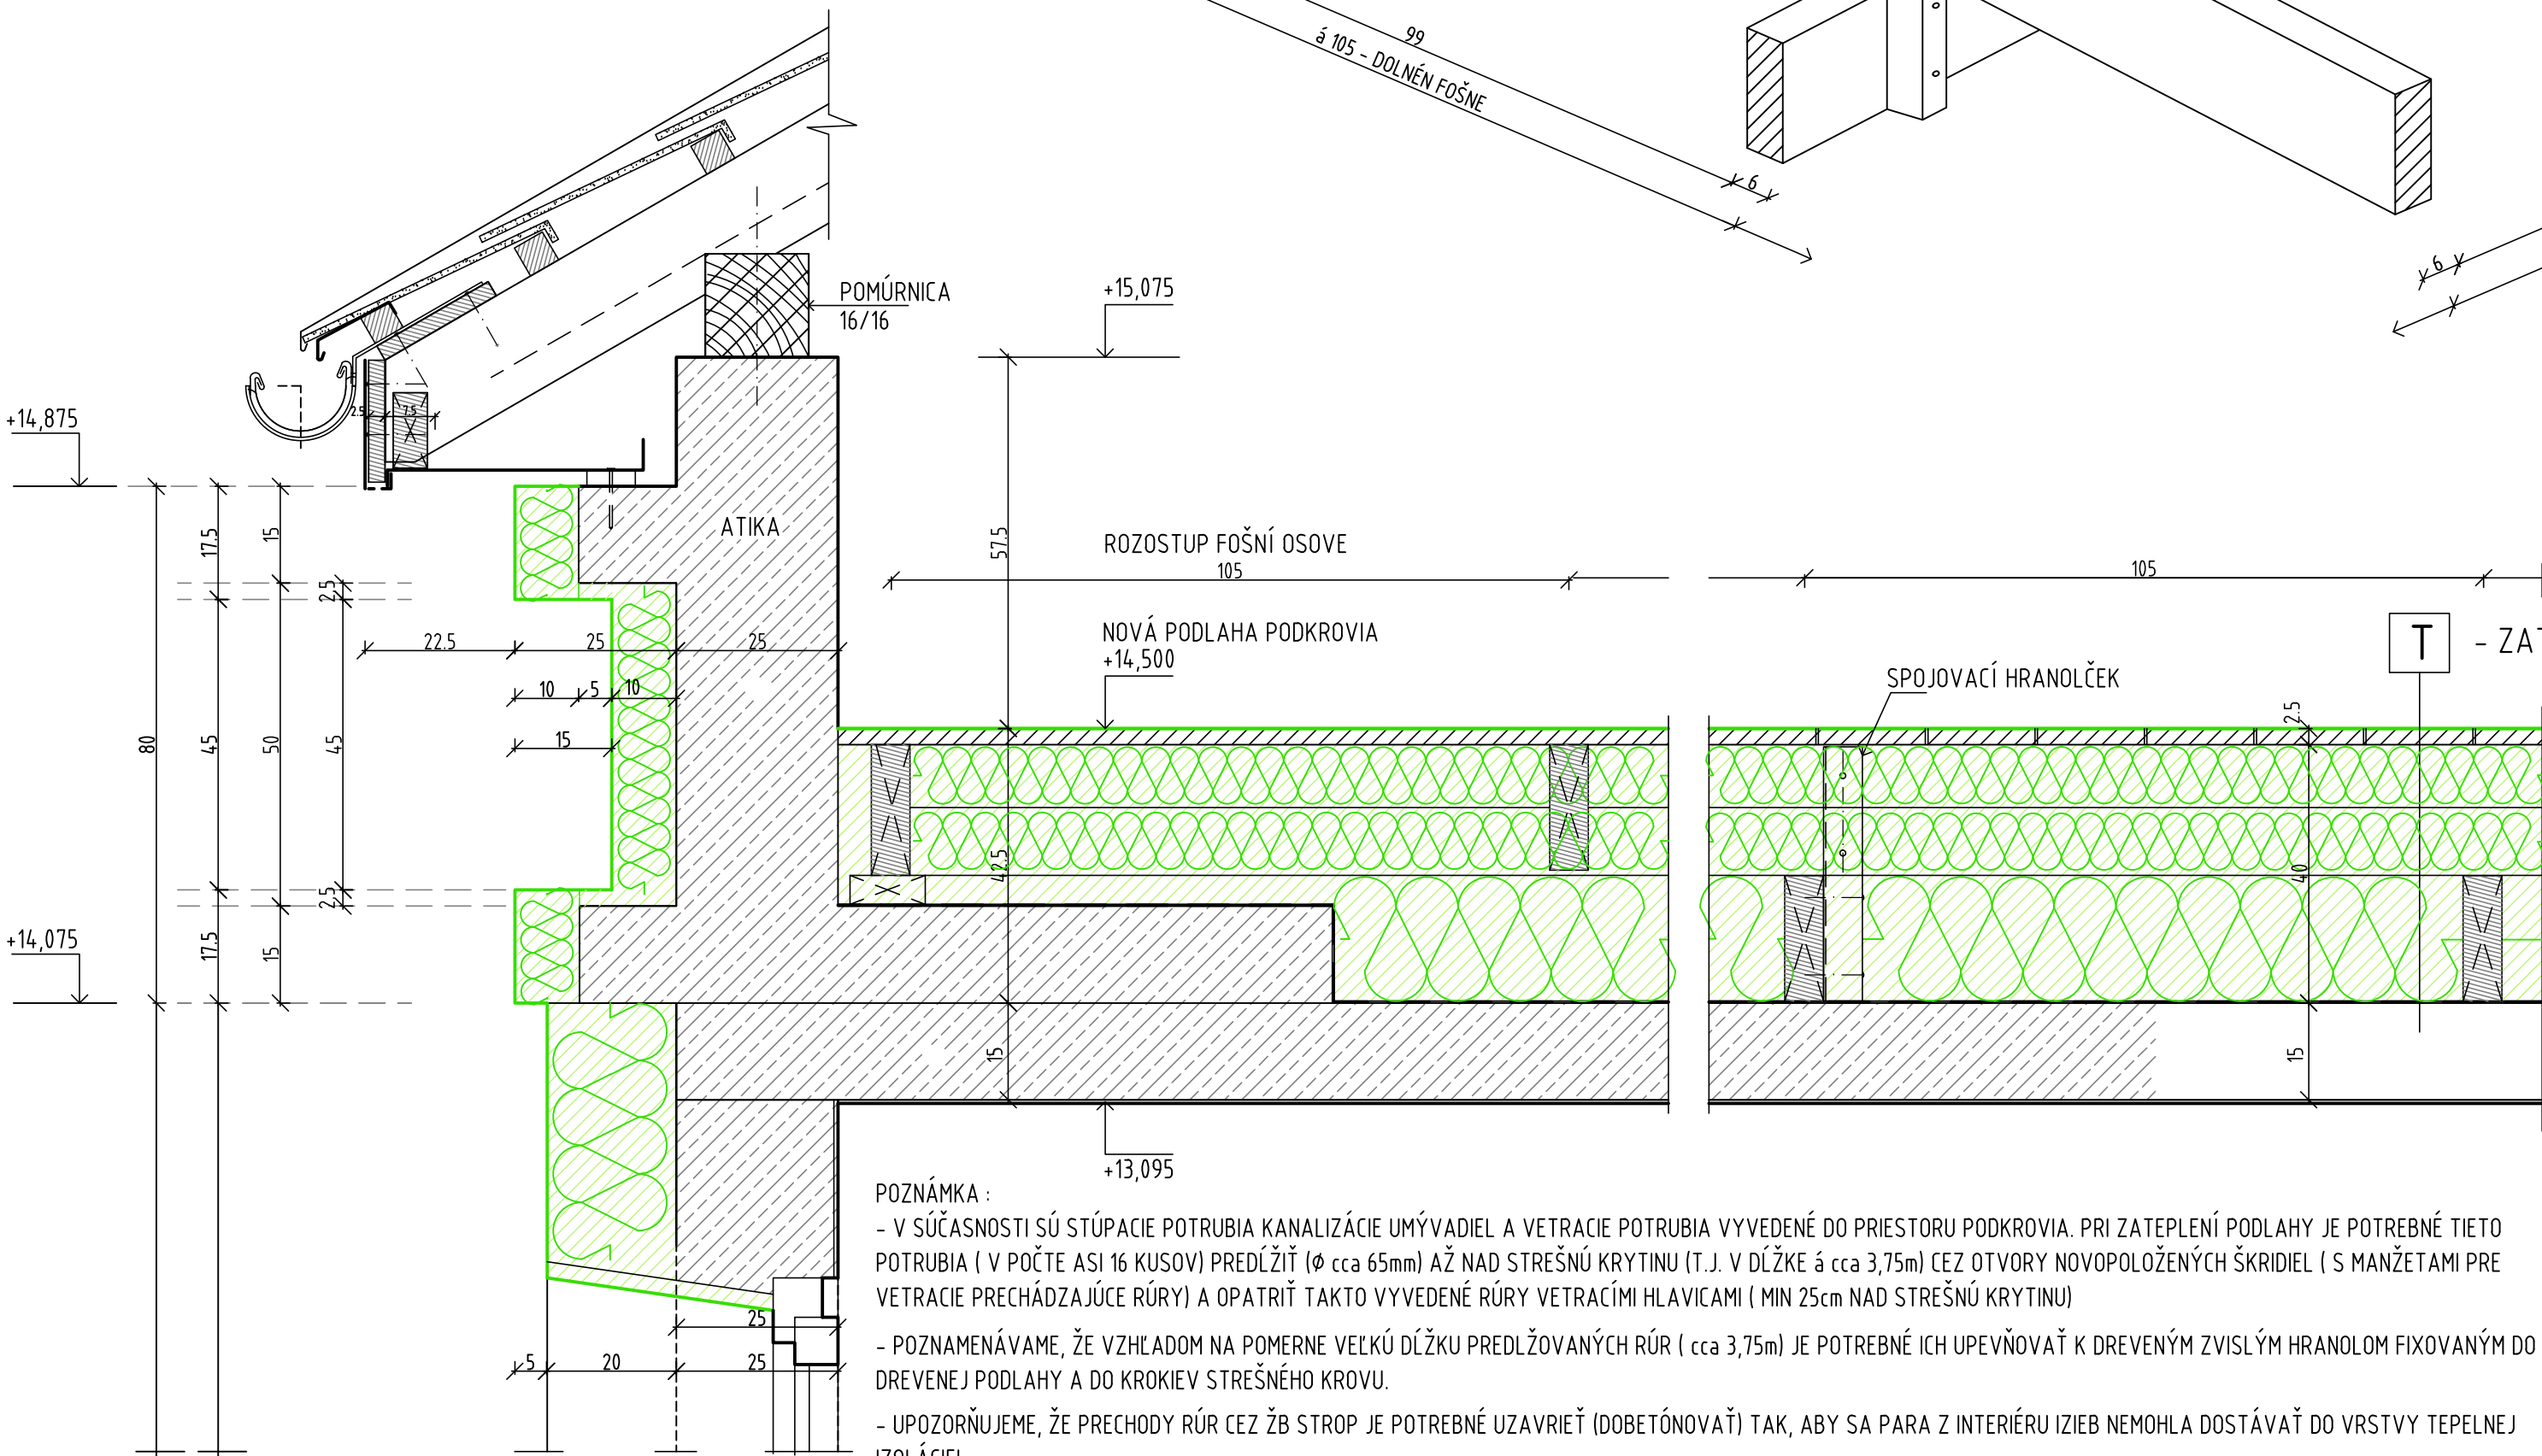 99
á 105 - DOLNÉN FOŠNE
6
6
POMÚRNICA
16/16
+15,075
+14,875
2.5 7.5
ATIKA
57.5
ROZOSTUP FOŠNÍ OSOVE
105
105
NOVÁ PODLAHA PODKROVIA
+14,500
SPOJOVACÍ HRANOLČEK
T - ZAT
17.5
15
2.5
22.5 25 25
10 5 10
15
80
45
50
45
2.5
42.5
40
2.5
+14,075
17.5
15
15
15
+13,095
25
5 20 25
POZNÁMKA :
- V SÚČASNOSTI SÚ STÚPACIE POTRUBIA KANALIZÁCIE UMÝVADIEL A VETRACIE POTRUBIA VYVEDENÉ DO PRIESTORU PODKROVIA. PRI ZATEPLENÍ PODLAHY JE POTREBNÉ TIETO
POTRUBIA ( V POČTE ASI 16 KUSOV) PREDĹŽIŤ (Ø cca 65mm) AŽ NAD STREŠNÚ KRYTINU (T.J. V DĹŽKE á cca 3,75m) CEZ OTVORY NOVOPOLOŽENÝCH ŠKRIDIEL ( S MANŽETAMI PRE
VETRACIE PRECHÁDZAJÚCE RÚRY) A OPATRIŤ TAKTO VYVEDENÉ RÚRY VETRACÍMI HLAVICAMI ( MIN 25cm NAD STREŠNÚ KRYTINU)
- POZNAMENÁVAME, ŽE VZHĽADOM NA POMERNE VEĽKÚ DĹŽKU PREDLŽOVANÝCH RÚR ( cca 3,75m) JE POTREBNÉ ICH UPEVŇOVAŤ K DREVENÝM ZVISLÝM HRANOLOM FIXOVANÝM DO
DREVENEJ PODLAHY A DO KROKIEV STREŠNÉHO KROVU.
- UPOZORŇUJEME, ŽE PRECHODY RÚR CEZ ŽB STROP JE POTREBNÉ UZAVRIEŤ (DOBETÓNOVAŤ) TAK, ABY SA PARA Z INTERIÉRU IZIEB NEMOHLA DOSTÁVAŤ DO VRSTVY TEPELNEJ